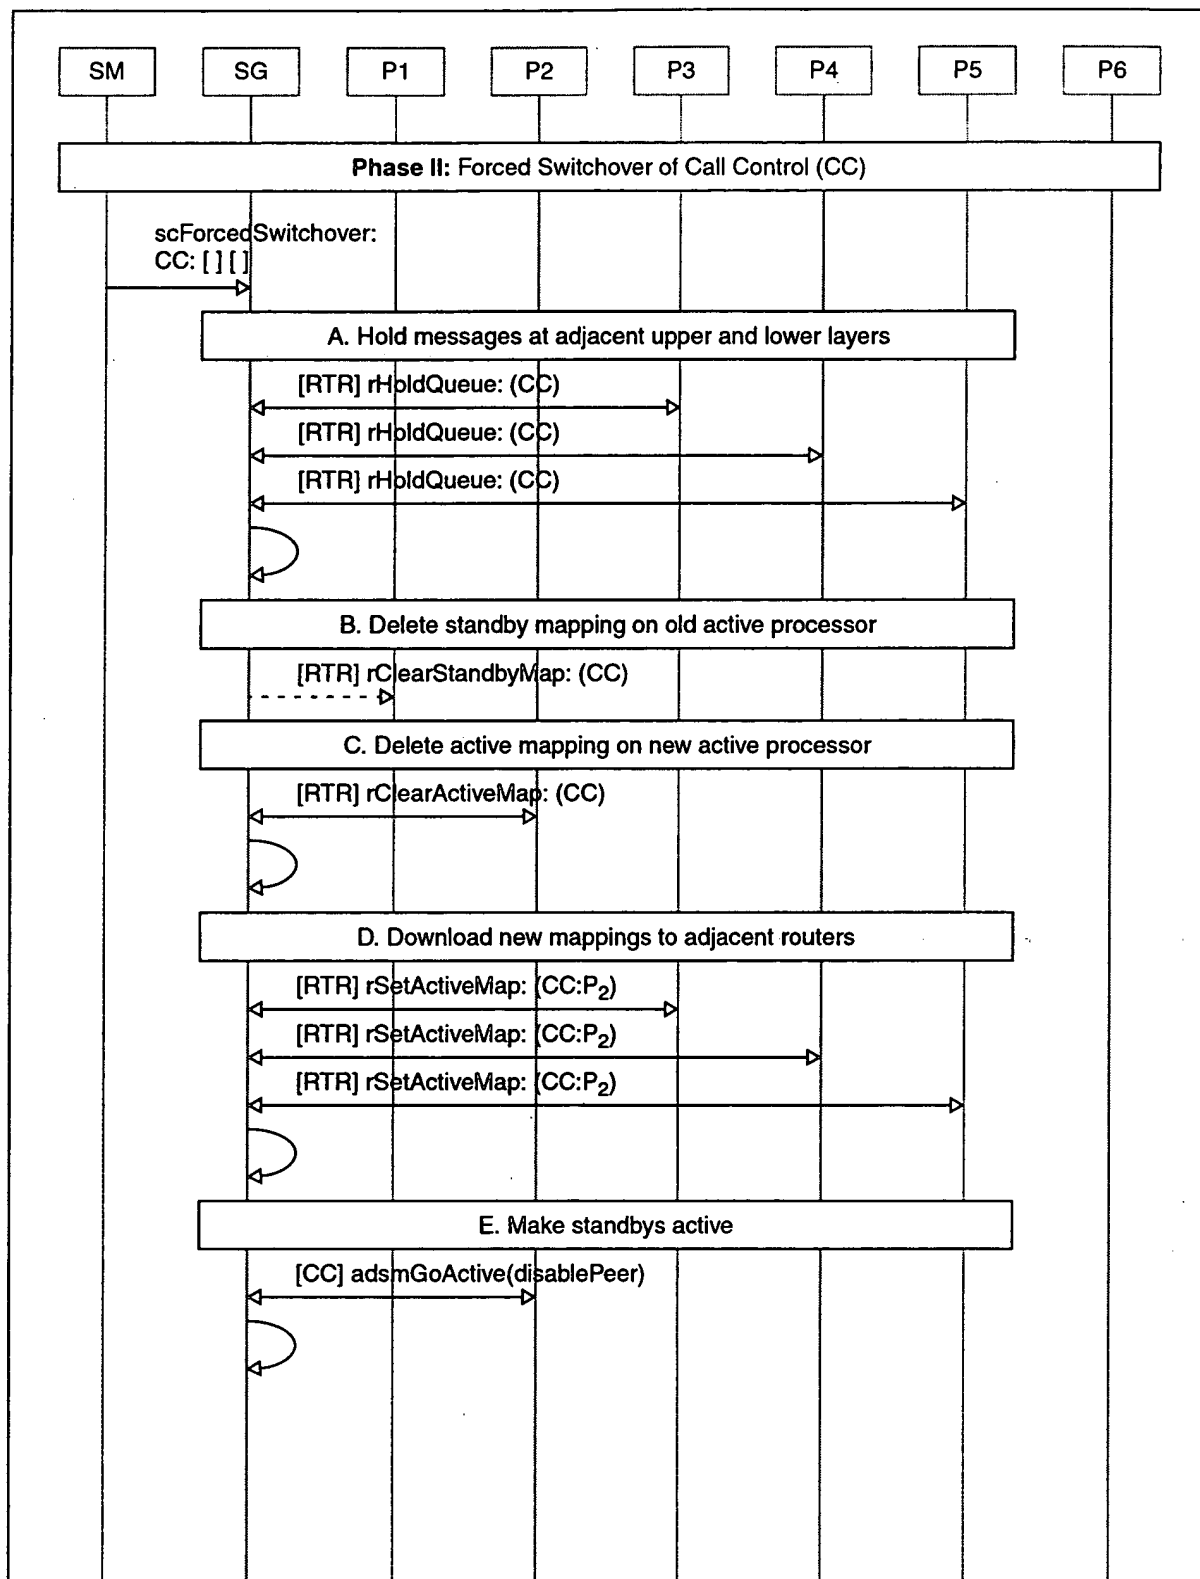 SM SG P1 P2 P3 P4 P5 P6
Phase II: Forced Switchover of Call Control (CC)
scForcedSwitchover:
CC: [ ] [ ]
A. Hold messages at adjacent upper and lower layers
[RTR] rHoldQueue: (CC)
[RTR] rHoldQueue: (CC)
[RTR] rHoldQueue: (CC)
B. Delete standby mapping on old active processor
[RTR] rClearStandbyMap: (CC)
C. Delete active mapping on new active processor
[RTR] rClearActiveMap: (CC)
D. Download new mappings to adjacent routers
[RTR] rSetActiveMap: (CC:P2)
[RTR] rSetActiveMap: (CC:P2)
[RTR] rSetActiveMap: (CC:P2)
E. Make standbys active
[CC] adsmGoActive(disablePeer)